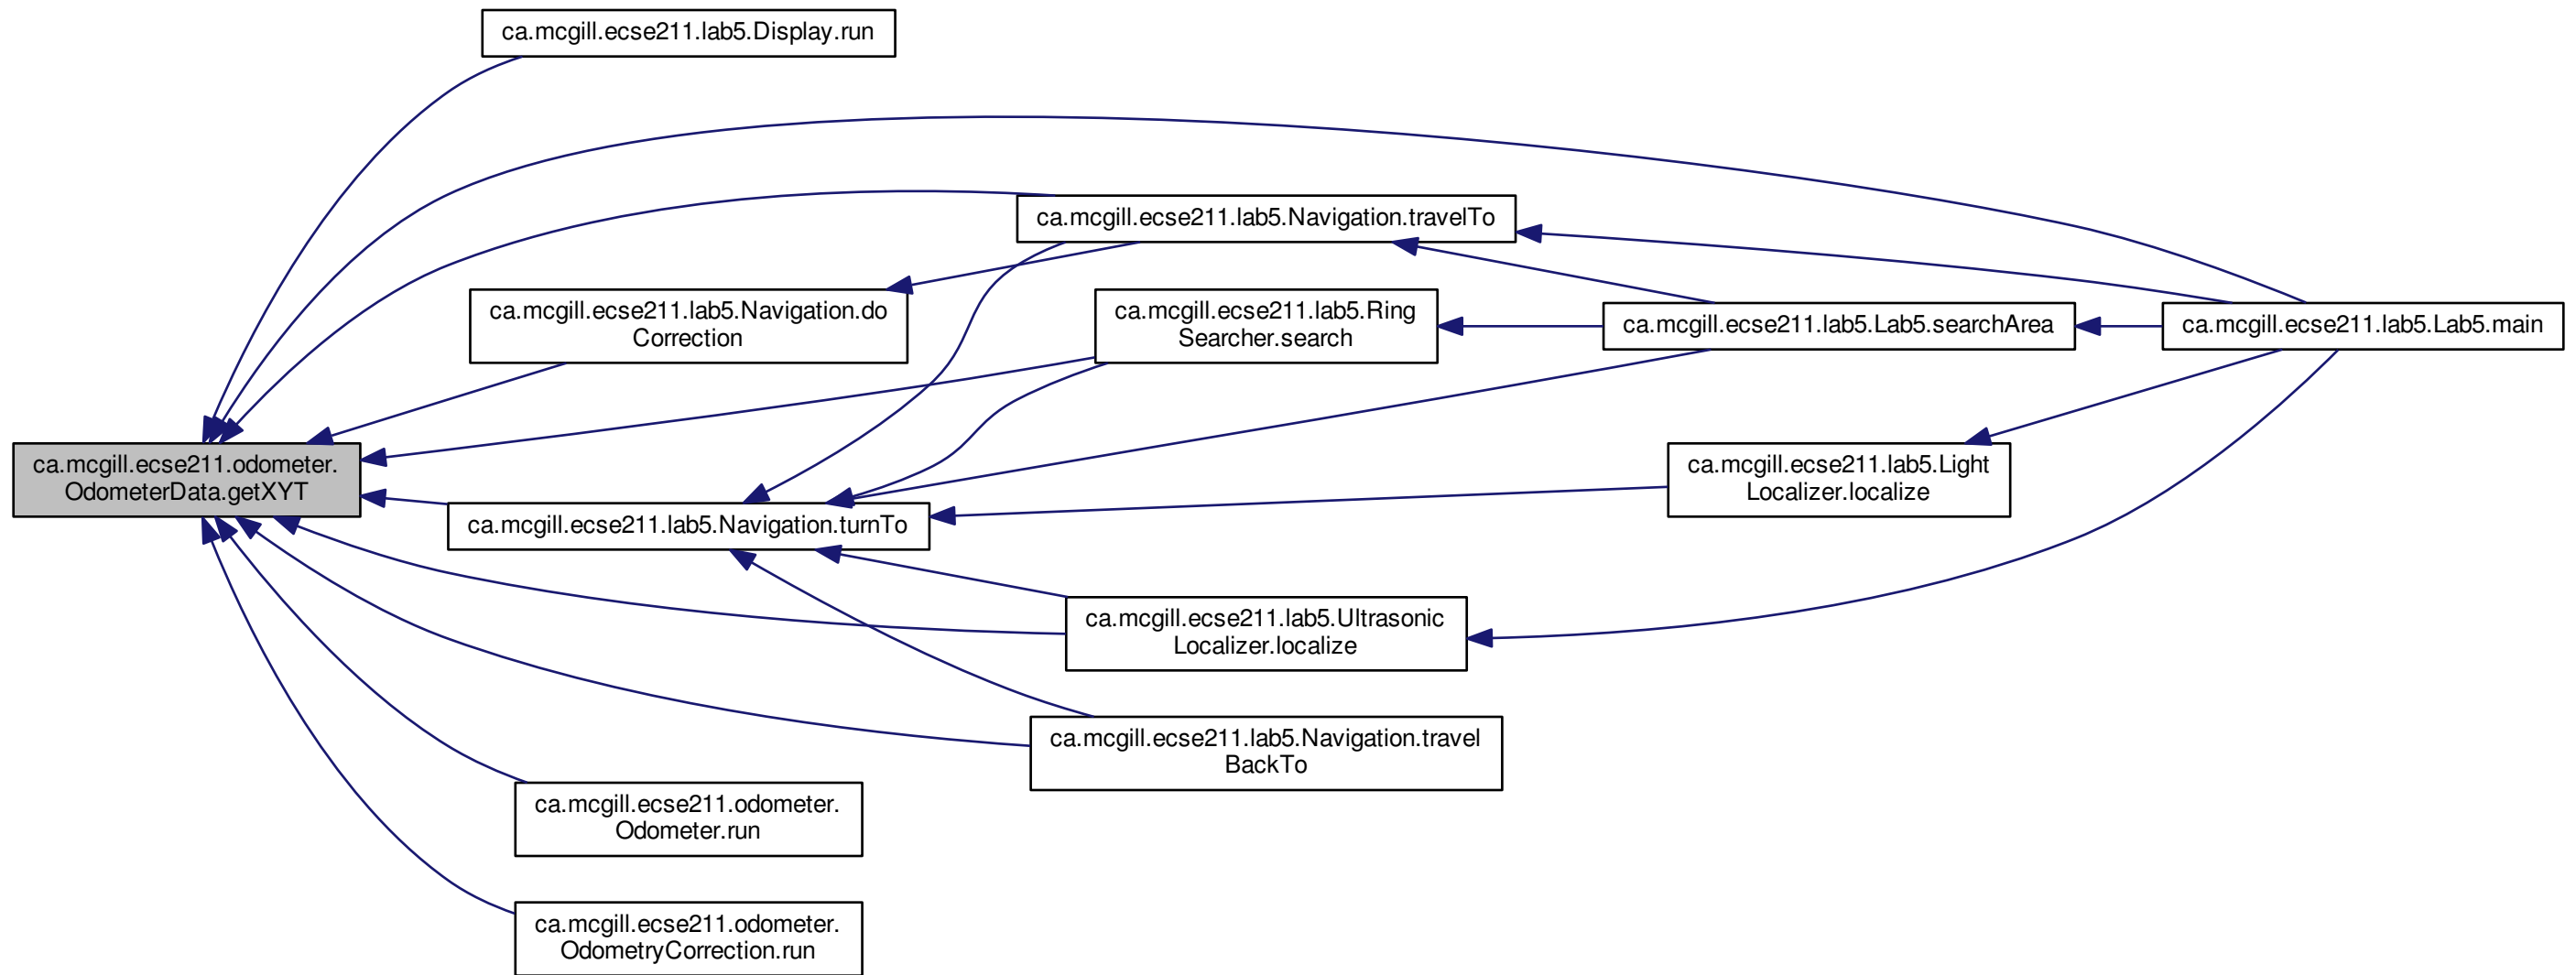 ca.mcgill.ecse211.lab5.Display.run
ca.mcgill.ecse211.lab5.Navigation.travelTo
ca.mcgill.ecse211.lab5.Navigation.do
Correction
ca.mcgill.ecse211.lab5.Ring
Searcher.search
ca.mcgill.ecse211.lab5.Lab5.searchArea
ca.mcgill.ecse211.lab5.Lab5.main
ca.mcgill.ecse211.odometer.
OdometerData.getXYT
ca.mcgill.ecse211.lab5.Navigation.turnTo
ca.mcgill.ecse211.lab5.Light
Localizer.localize
ca.mcgill.ecse211.lab5.Ultrasonic
Localizer.localize
ca.mcgill.ecse211.lab5.Navigation.travel
BackTo
ca.mcgill.ecse211.odometer.
Odometer.run
ca.mcgill.ecse211.odometer.
OdometryCorrection.run